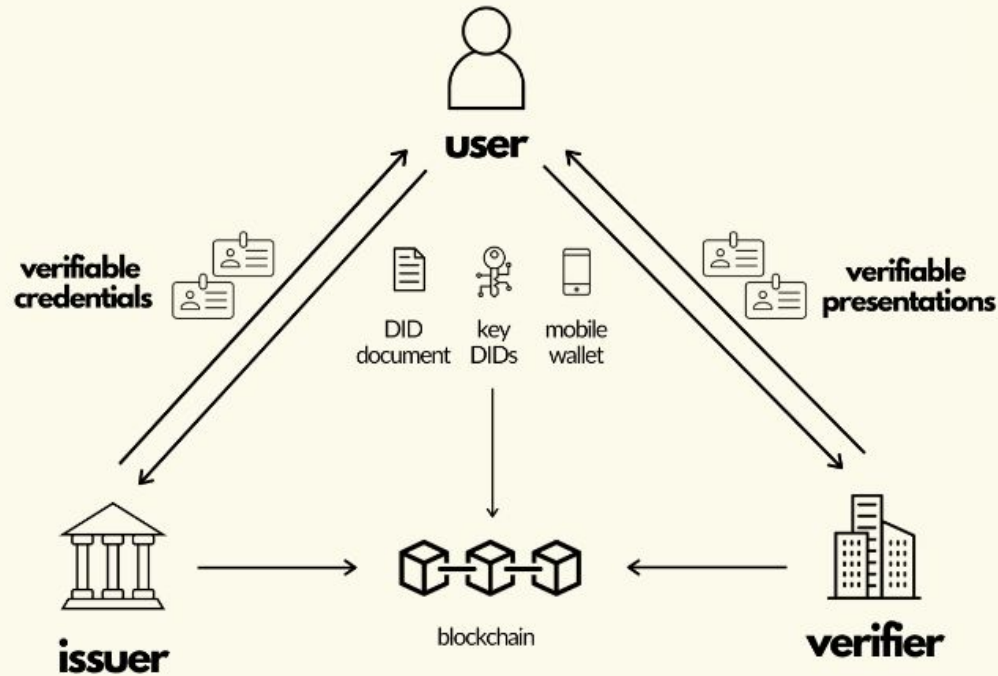 user
verifiable
credentials
DID
document
key
DIDs
mobile
wallet
verifiable
presentations
issuer
blockchain
verifier